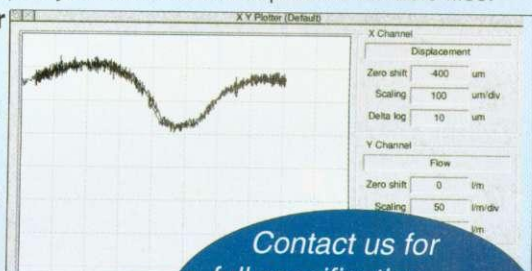 X Y Plotter (Default)
X Channel
Displacement
Zero shift -400 um
Scaling 100 um/div
Delta log 10 um
Y Channel
Flow
Zero shift 0 l/m
Scaling 50 l/m/div
l/m
Contact us for